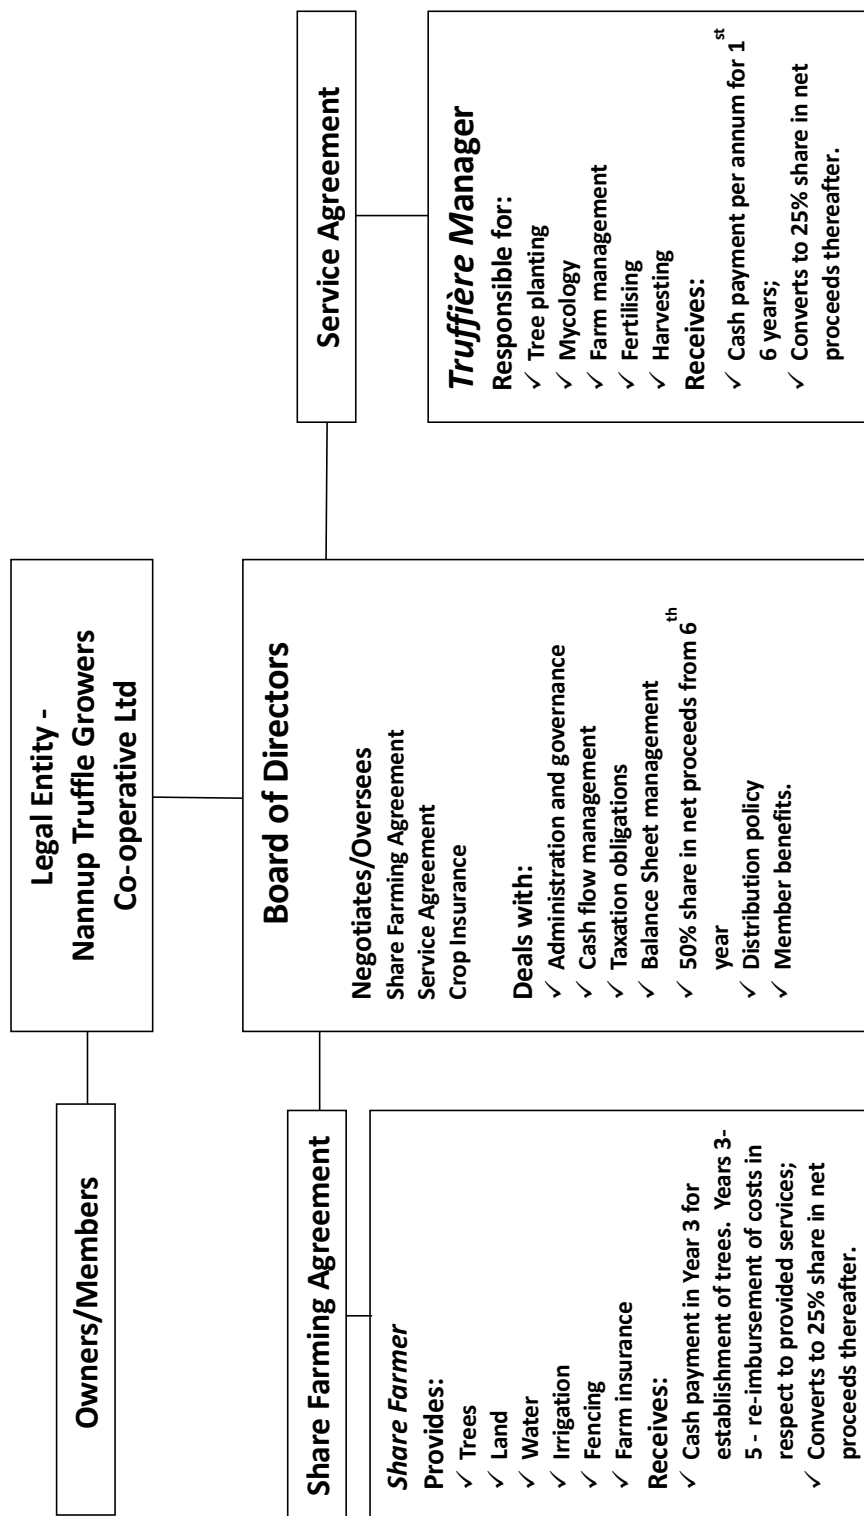 Owners/Members
Legal Entity -
Nannup Truffle Growers
Co-operative Ltd
Share Farming Agreement
Share Farmer
Provides:
✓ Trees
✓ Land
✓ Water
✓ Irrigation
✓ Fencing
✓ Farm insurance
Receives:
✓ Cash payment in Year 3 for
establishment of trees. Years 3-
5 - re-imbursement of costs in
respect to provided services;
✓ Converts to 25% share in net
proceeds thereafter.
Board of Directors
Negotiates/Oversees
Share Farming Agreement
Service Agreement
Crop Insurance
Deals with:
✓ Administration and governance
✓ Cash flow management
✓ Taxation obligations
✓ Balance Sheet management
✓ 50% share in net proceeds from 6th
year
✓ Distribution policy
✓ Member benefits.
Service Agreement
Truffière Manager
Responsible for:
✓ Tree planting
✓ Mycology
✓ Farm management
✓ Fertilising
✓ Harvesting
Receives:
✓ Cash payment per annum for 1st
6 years;
✓ Converts to 25% share in net
proceeds thereafter.